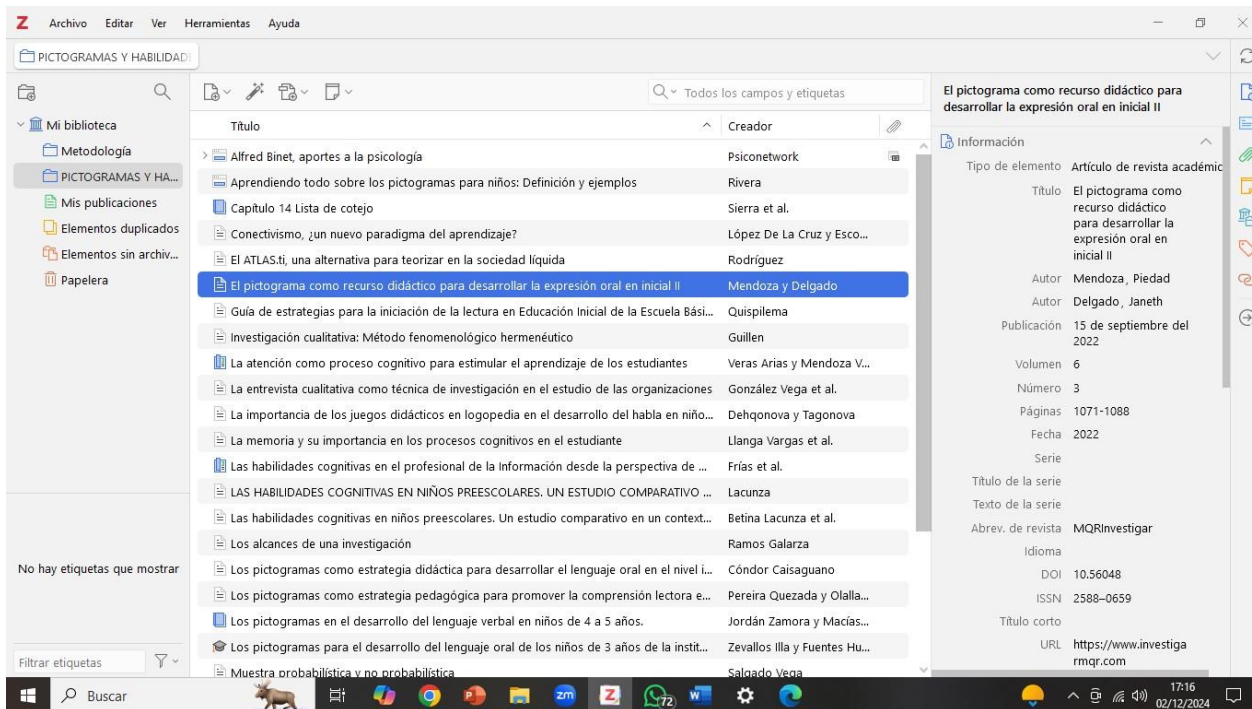 Z Archivo Editar Ver Herramientas Ayuda
PICTOGRAMAS Y HABILIDAD
Todos los campos y etiquetas
Mi biblioteca
Metodología
PICTOGRAMAS Y HA...
Mis publicaciones
Elementos duplicados
Elementos sin archiv...
Papelera
No hay etiquetas que mostrar
Filtrar etiquetas
Título Creador
Alfred Binet, aportes a la psicología Psiconetwork
Aprendiendo todo sobre los pictogramas para niños: Definición y ejemplos Rivera
Capítulo 14 Lista de cotejo Sierra et al.
Conectivismo, ¿un nuevo paradigma del aprendizaje? López De La Cruz y Esco...
El ATLAS.ti, una alternativa para teorizar en la sociedad líquida Rodríguez
El pictograma como recurso didáctico para desarrollar la expresión oral en inicial II Mendoza y Delgado
Guía de estrategias para la iniciación de la lectura en Educación Inicial de la Escuela Bási... Quispilema
Investigación cualitativa: Método fenomenológico hermenéutico Guillen
La atención como proceso cognitivo para estimular el aprendizaje de los estudiantes Veras Arias y Mendoza V...
La entrevista cualitativa como técnica de investigación en el estudio de las organizaciones González Vega et al.
La importancia de los juegos didácticos en logopedia en el desarrollo del habla en niño... Dehqonova y Tagonova
La memoria y su importancia en los procesos cognitivos en el estudiante Llanga Vargas et al.
Las habilidades cognitivas en el profesional de la Información desde la perspectiva de ... Frías et al.
LAS HABILIDADES COGNITIVAS EN NIÑOS PREESCOLARES. UN ESTUDIO COMPARATIVO ... Lacunza
Las habilidades cognitivas en niños preescolares. Un estudio comparativo en un context... Betina Lacunza et al.
Los alcances de una investigación Ramos Galarza
Los pictogramas como estrategia didáctica para desarrollar el lenguaje oral en el nivel i... Cóndor Caisaguano
Los pictogramas como estrategia pedagógica para promover la comprensión lectora e... Pereira Quezada y Olalla...
Los pictogramas en el desarrollo del lenguaje verbal en niños de 4 a 5 años. Jordán Zamora y Macías...
Los pictogramas para el desarrollo del lenguaje oral de los niños de 3 años de la instit... Zevallos Illa y Fuentes Hu...
Muestra probabilística y no probabilística Salgado Vega
El pictograma como recurso didáctico para
desarrollar la expresión oral en inicial II
Información
Tipo de elemento Artículo de revista académic
Título El pictograma como
recurso didáctico
para desarrollar la
expresión oral en
inicial II
Autor Mendoza, Piedad
Autor Delgado, Janeth
Publicación 15 de septiembre del
2022
Volumen 6
Número 3
Páginas 1071-1088
Fecha 2022
Serie
Título de la serie
Texto de la serie
Abrev. de revista MQRInvestigar
Idioma
DOI 10.56048
ISSN 2588–0659
Título corto
URL https://www.investiga
rmqr.com
Buscar
zm
Z
72
W
17:16
02/12/2024